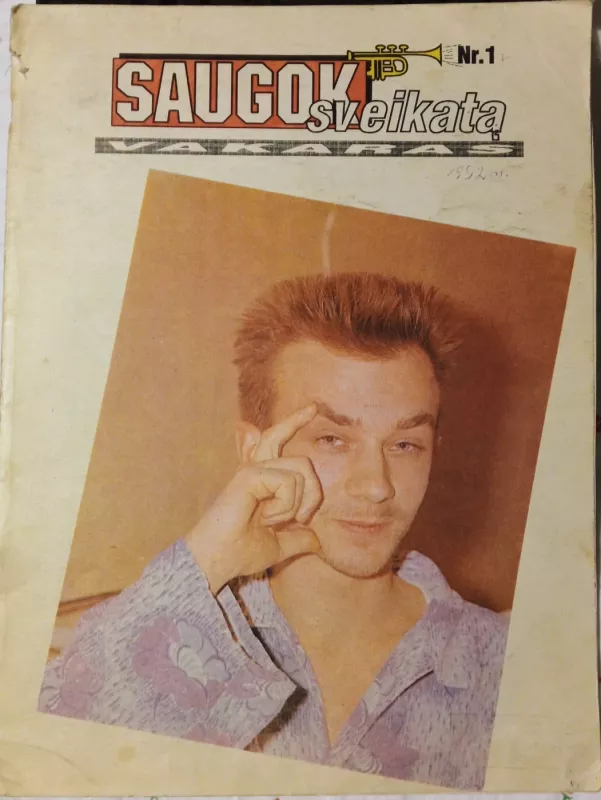 SAUGOK Nr.1
sveikatą
VAKARAS
1992 m.